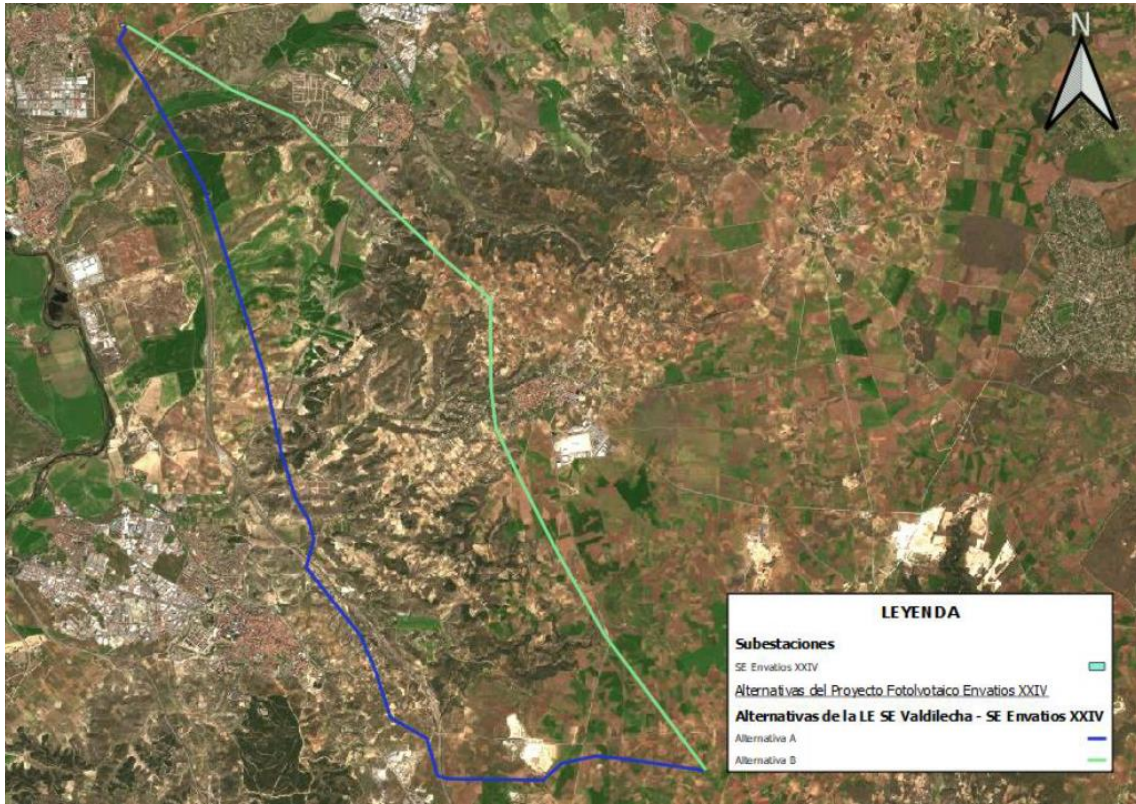 N
LEYENDA
Subestaciones
SE Envatios XXIV
Alternativas del Proyecto Fotolvotaico Envatios XXIV
Alternativas de la LE SE Valdilecha - SE Envatios XXIV
Alternativa A
Alternativa B